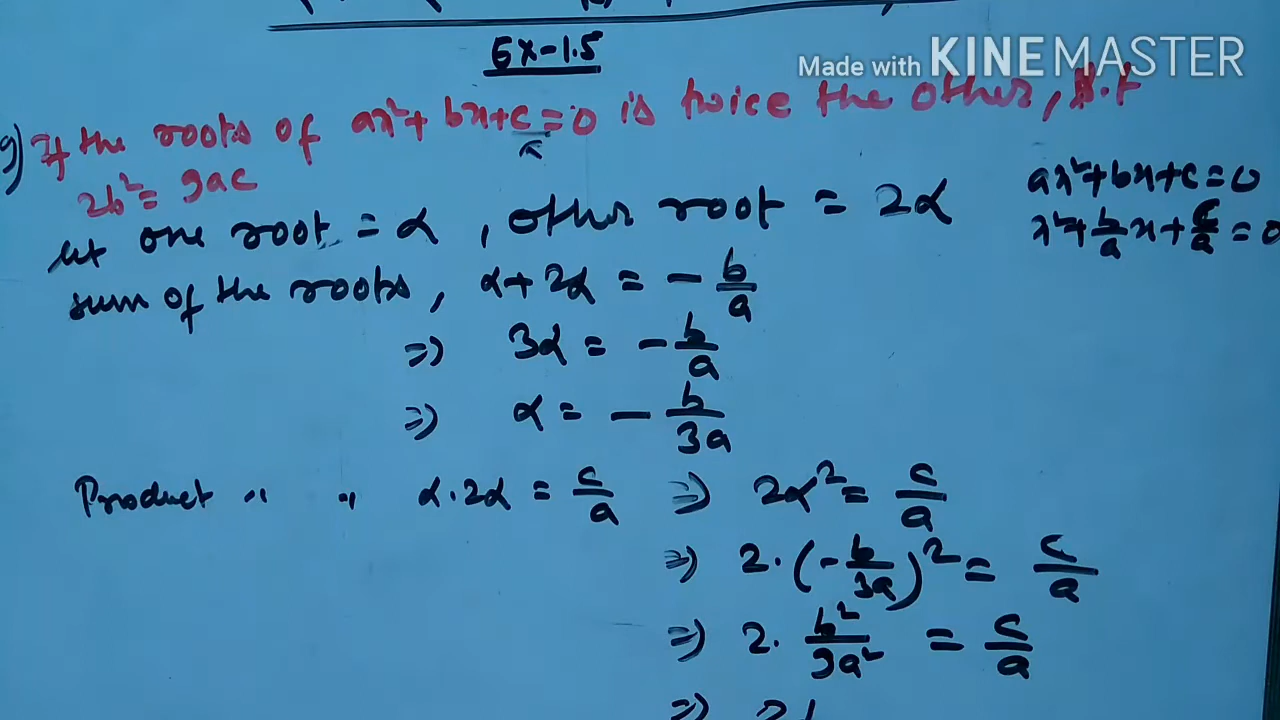 Made with KINEMASTER
Ex-1.5
9) If the roots of ax²+bx+c=0 is twice the other, S.t
2b²=9ac
let one root = α, other root = 2α
ax²+bx+c=0
x²+b/a x+c/a=0
sum of the roots, α+2α = -b/a
⇒ 3α = -b/a
⇒ α = -b/3a
Product " " α.2α = c/a ⇒ 2α² = c/a
⇒ 2.(-b/3a)² = c/a
⇒ 2. b²/9a² = c/a
⇒